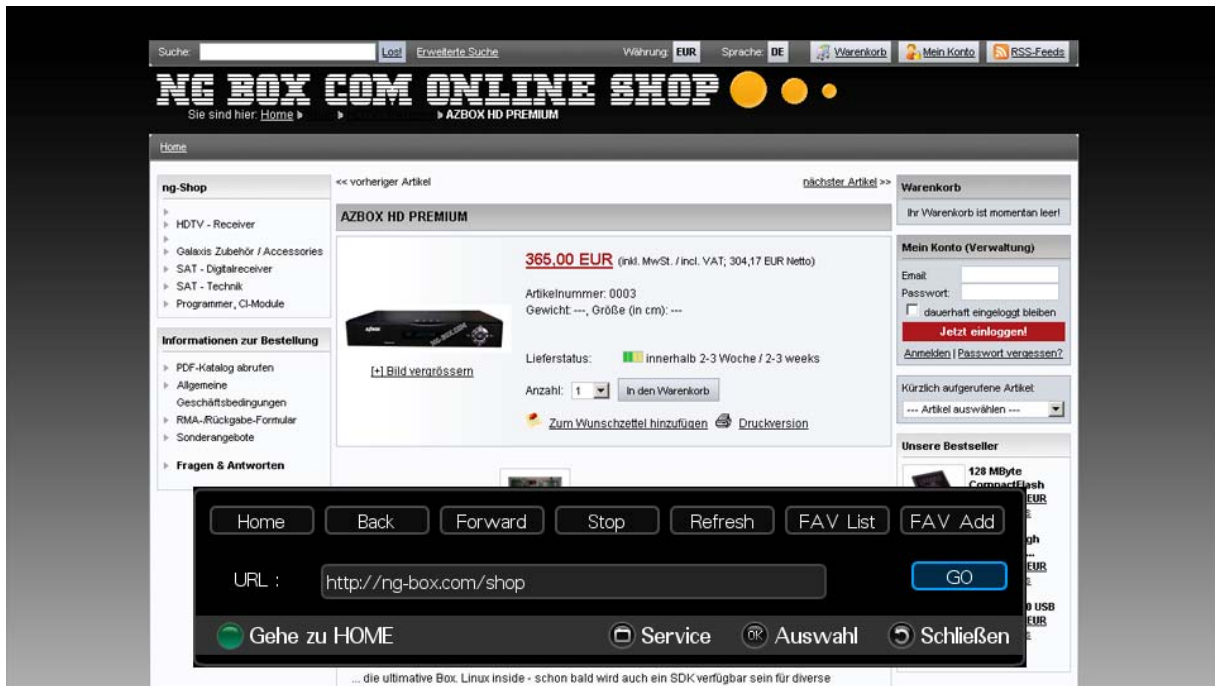 Suche: Los! Erweiterte Suche Währung: EUR Sprache: DE Warenkorb Mein Konto RSS-Feeds
NG BOX COM ONLINE SHOP
Sie sind hier: Home AZBOX HD PREMIUM
Home
ng-Shop
HDTV - Receiver
Galaxis Zubehör / Accessories
SAT - Digitalreceiver
SAT - Technik
Programmer, CI-Module
Informationen zur Bestellung
PDF-Katalog abrufen
Allgemeine
Geschäftsbedingungen
RMA-/Rückgabe-Formular
Sonderangebote
Fragen & Antworten
<< vorheriger Artikel nächster Artikel >>
AZBOX HD PREMIUM
365,00 EUR (inkl. MwSt. / incl. VAT; 304,17 EUR Netto)
Artikelnummer: 0003
Gewicht: ---, Größe (in cm): ---
AZBOX
NG-BOX.COM
[+] Bild vergrössern
Lieferstatus: innerhalb 2-3 Woche / 2-3 weeks
Anzahl: 1 In den Warenkorb
Zum Wunschzettel hinzufügen Druckversion
Warenkorb
Ihr Warenkorb ist momentan leer!
Mein Konto (Verwaltung)
Email:
Passwort:
dauerhaft eingeloggt bleiben
Jetzt einloggen!
Anmelden | Passwort vergessen?
Kürzlich aufgerufene Artikel:
--- Artikel auswählen ---
Unsere Bestseller
128 MByte
CompactFlash
EUR
EUR
USB
EUR
Home Back Forward Stop Refresh FAV List FAV Add
URL : http://ng-box.com/shop GO
Gehe zu HOME Service OK Auswahl Schließen
... die ultimative Box. Linux inside - schon bald wird auch ein SDK verfügbar sein für diverse